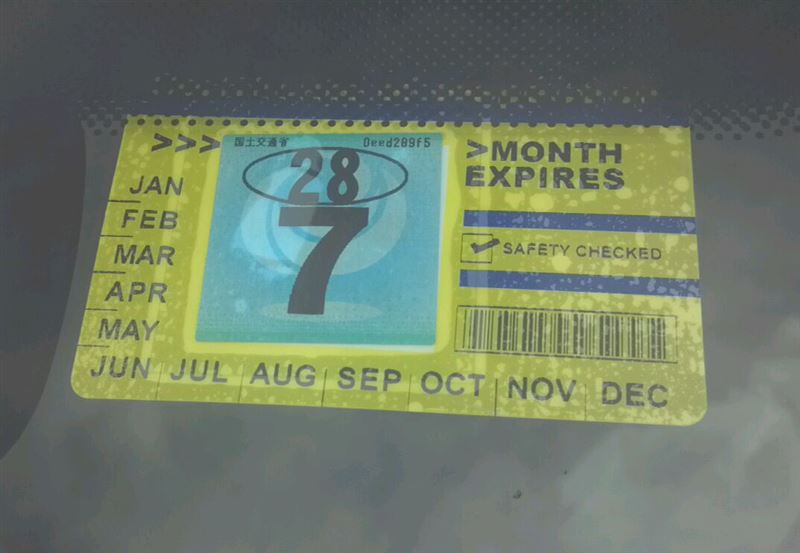 >>>
国土交通省 0eed289f5
28
7
>MONTH
EXPIRES
SAFETY CHECKED
JAN
FEB
MAR
APR
MAY
JUN JUL AUG SEP OCT NOV DEC